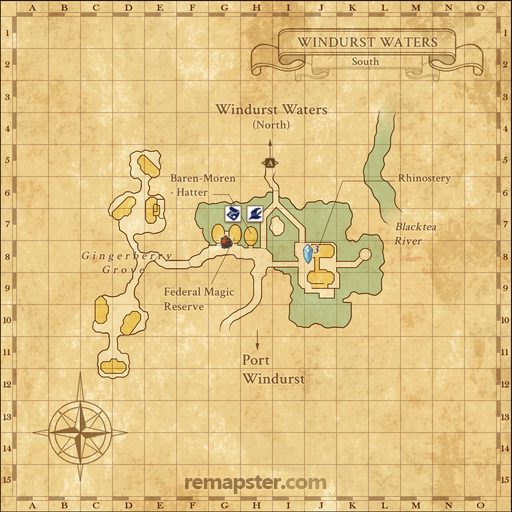 A B C D E F G H I J K L M N O
1
WINDURST WATERS
2
South
3
Windurst Waters
4
(North)
5
A
Baren-Moren
- Hatter
Rhinostery
6
7
Blacktea
River
3
8
Gingerberry
Grove
9
Federal Magic
Reserve
10
11
Port
Windurst
12
13
14
15
remapster.com
A B C D E F G H I J K L M N O